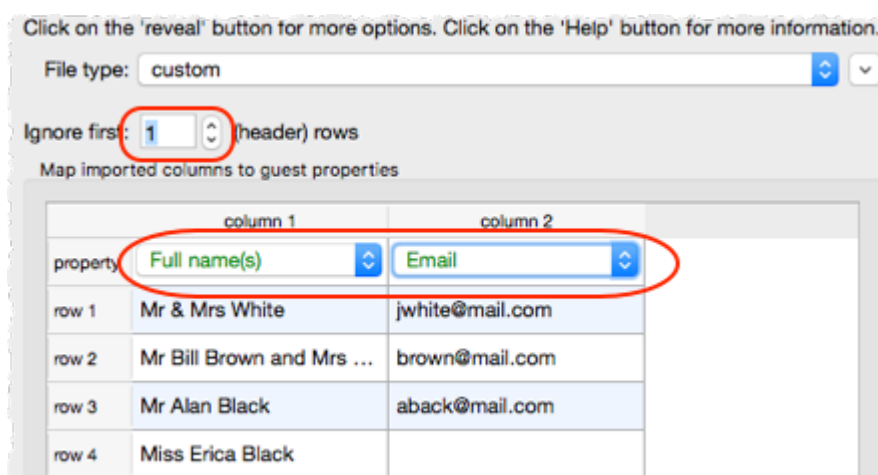 Click on the 'reveal' button for more options. Click on the 'Help' button for more information.
File type: custom
Ignore first: 1 (header) rows
Map imported columns to guest properties
column 1 column 2
property Full name(s) Email
row 1 Mr & Mrs White jwhite@mail.com
row 2 Mr Bill Brown and Mrs ... brown@mail.com
row 3 Mr Alan Black aback@mail.com
row 4 Miss Erica Black